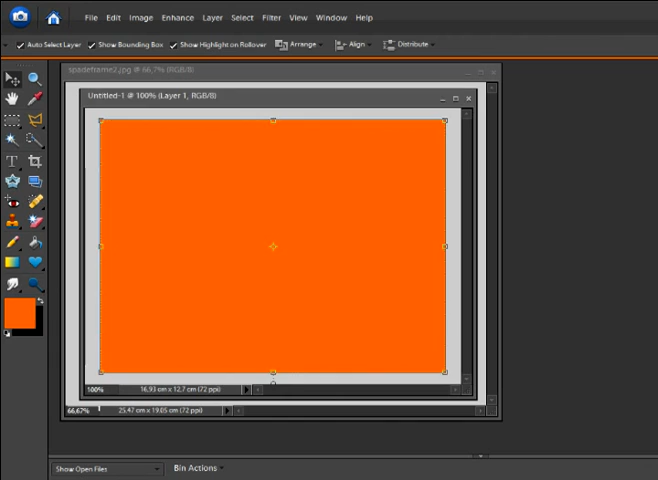 File Edit Image Enhance Layer Select Filter View Window Help
Auto Select Layer Show Bounding Box Show Highlight on Rollover Arrange Align Distribute
spadeframe2.jpg @ 66,7% (RGB/8)
Untitled-1 @ 100% (Layer 1, RGB/8)
T
100% 16,93 cm x 12,7 cm (72 ppi)
66,67% 25,47 cm x 19,05 cm (72 ppi)
Show Open Files Bin Actions